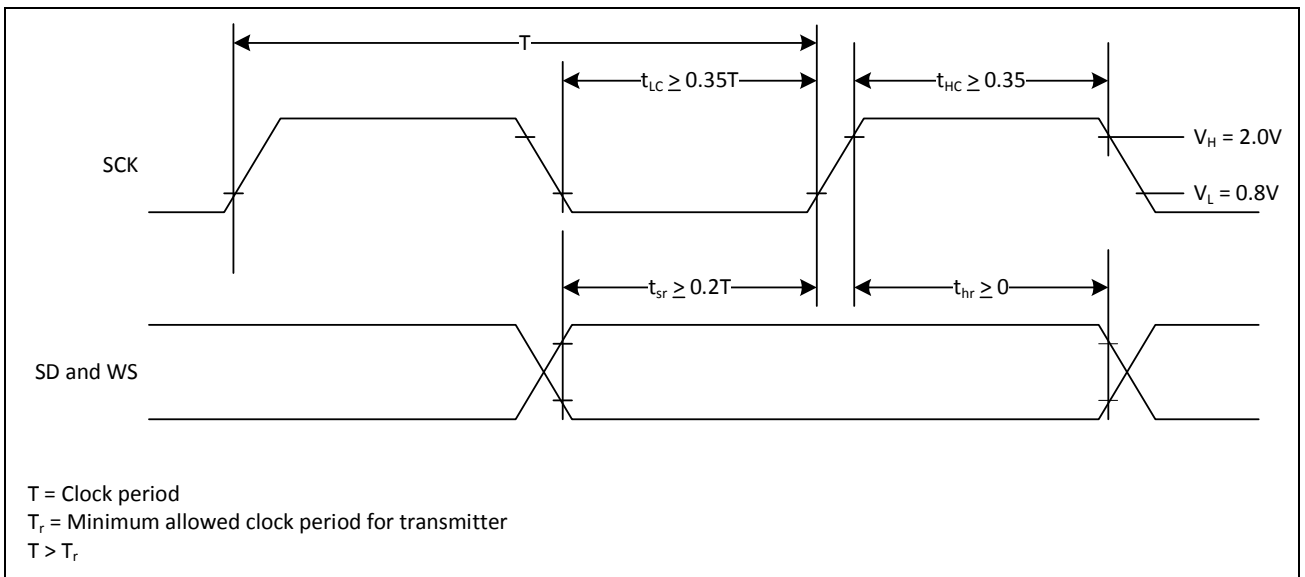 T
t_LC ≥ 0.35T
t_HC ≥ 0.35
V_H = 2.0V
SCK
V_L = 0.8V
t_sr ≥ 0.2T
t_hr ≥ 0
SD and WS
T = Clock period
T_r = Minimum allowed clock period for transmitter
T > T_r